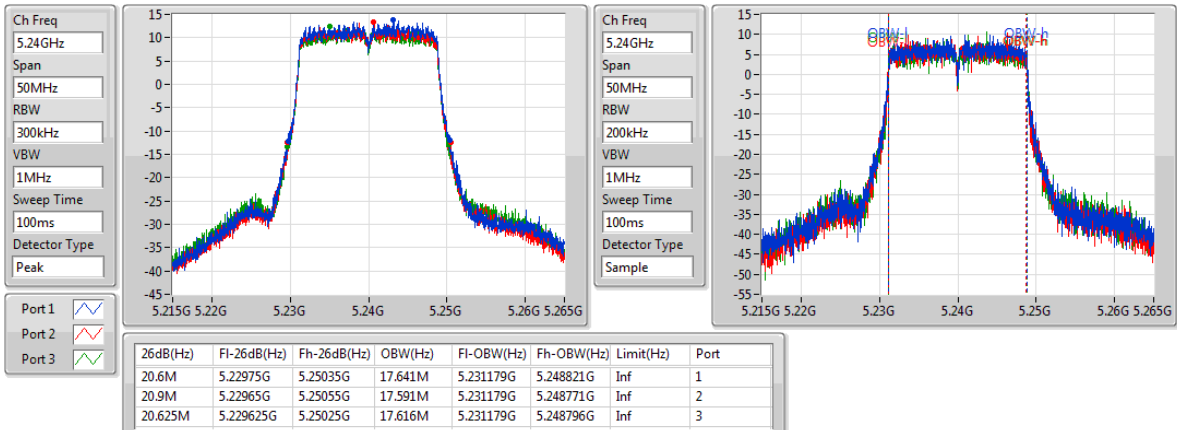 Ch Freq
5.24GHz
Span
50MHz
RBW
300kHz
VBW
1MHz
Sweep Time
100ms
Detector Type
Peak
Port 1
Port 2
Port 3
15
10
5
0
-5
-10
-15
-20
-25
-30
-35
-40
-45
5.215G 5.22G 5.23G 5.24G 5.25G 5.26G 5.265G
Ch Freq
5.24GHz
Span
50MHz
RBW
200kHz
VBW
1MHz
Sweep Time
100ms
Detector Type
Sample
15
10
5
0
-5
-10
-15
-20
-25
-30
-35
-40
-45
-50
-55
OBW-l OBW-h
5.215G 5.22G 5.23G 5.24G 5.25G 5.26G 5.265G
26dB(Hz) Fl-26dB(Hz) Fh-26dB(Hz) OBW(Hz) Fl-OBW(Hz) Fh-OBW(Hz) Limit(Hz) Port
20.6M 5.22975G 5.25035G 17.641M 5.231179G 5.248821G Inf 1
20.9M 5.22965G 5.25055G 17.591M 5.231179G 5.248771G Inf 2
20.625M 5.229625G 5.25025G 17.616M 5.231179G 5.248796G Inf 3